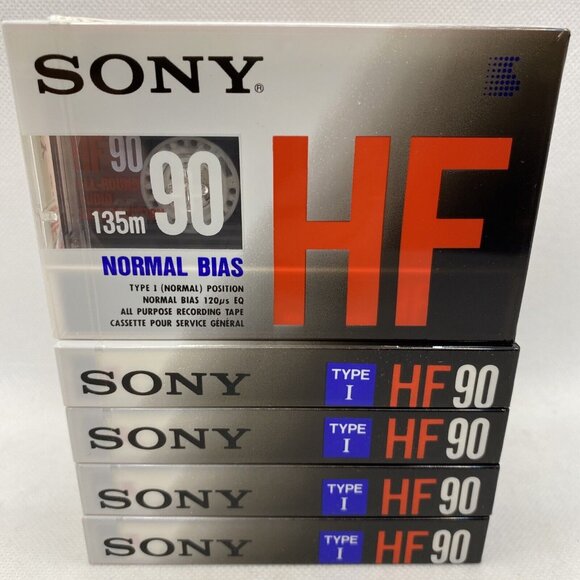 SONY®
HF 90
135m 90
HF
NORMAL BIAS
TYPE I (NORMAL) POSITION
NORMAL BIAS 120µs EQ
ALL PURPOSE RECORDING TAPE
CASSETTE POUR SERVICE GÉNÉRAL
SONY TYPE I HF 90
SONY TYPE I HF 90
SONY TYPE I HF 90
SONY TYPE I HF 90